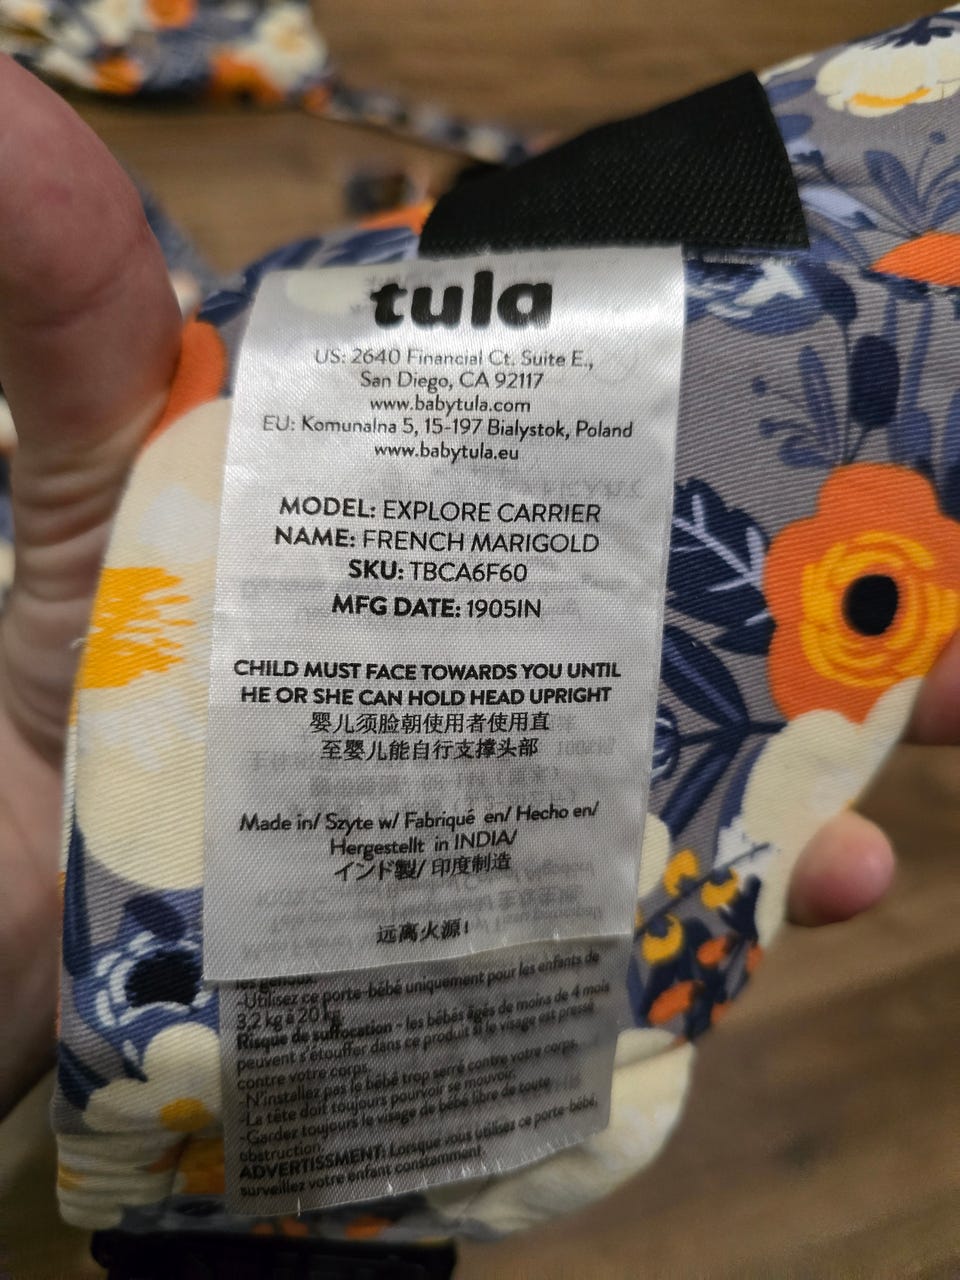 tula
US: 2640 Financial Ct. Suite E.,
San Diego, CA 92117
www.babytula.com
EU: Komunalna 5, 15-197 Bialystok, Poland
www.babytula.eu
MODEL: EXPLORE CARRIER
NAME: FRENCH MARIGOLD
SKU: TBCA6F60
MFG DATE: 1905IN
CHILD MUST FACE TOWARDS YOU UNTIL
HE OR SHE CAN HOLD HEAD UPRIGHT
婴儿须脸朝使用者使用直
至婴儿能自行支撑头部
Made in/ Szyte w/ Fabriqué en/ Hecho en/
Hergestellt in INDIA/
インド製/ 印度制造
远离火源!
les genoux.
-Utilisez ce porte-bébé uniquement pour les enfants de
3,2 kg à 20 kg
Risque de suffocation - les bébés âgés de moins de 4 mois
peuvent s'étouffer dans ce produit si le visage est pressé
contre votre corps.
-N'installez pas le bébé trop serré contre votre corps.
-La tête doit toujours pourvoir se mouvoir.
-Gardez toujours le visage de bébé libre de toute
obstruction.
ADVERTISSMENT: Lorsque vous utilisez ce porte-bébé,
surveillez votre enfant constamment.